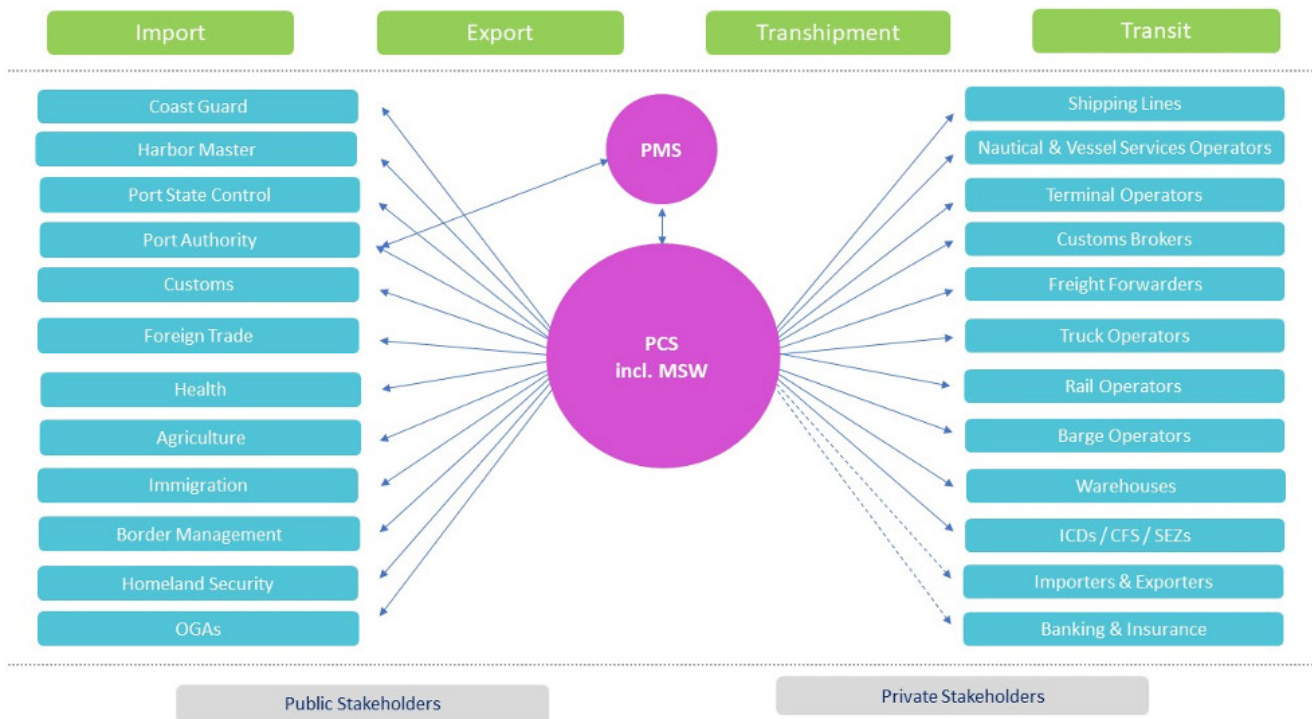 Import
Export
Transhipment
Transit
Coast Guard
Harbor Master
Port State Control
Port Authority
Customs
Foreign Trade
Health
Agriculture
Immigration
Border Management
Homeland Security
OGAs
PMS
PCS
incl. MSW
Shipping Lines
Nautical & Vessel Services Operators
Terminal Operators
Customs Brokers
Freight Forwarders
Truck Operators
Rail Operators
Barge Operators
Warehouses
ICDs / CFS / SEZs
Importers & Exporters
Banking & Insurance
Public Stakeholders
Private Stakeholders